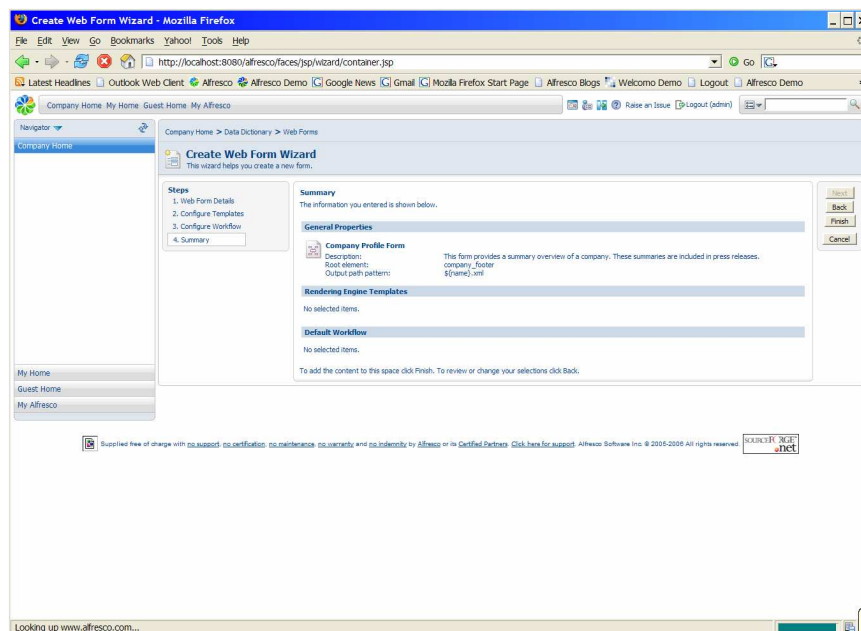 Create Web Form Wizard - Mozilla Firefox
File Edit View Go Bookmarks Yahoo! Tools Help
http://localhost:8080/alfresco/faces/jsp/wizard/container.jsp Go
Latest Headlines Outlook Web Client Alfresco Alfresco Demo Google News Gmail Mozilla Firefox Start Page Alfresco Blogs Welcomo Demo Logout Alfresco Demo
Company Home My Home Guest Home My Alfresco Raise an Issue Logout (admin)
Navigator
Company Home
Company Home > Data Dictionary > Web Forms
Create Web Form Wizard
This wizard helps you create a new form.
Steps
1. Web Form Details
2. Configure Templates
3. Configure Workflow
4. Summary
Summary
The information you entered is shown below.
General Properties
Company Profile Form
Description: This form provides a summary overview of a company. These summaries are included in press releases.
Root element: company_footer
Output path pattern: ${name}.xml
Rendering Engine Templates
No selected items.
Default Workflow
No selected items.
To add the content to this space click Finish. To review or change your selections click Back.
Next
Back
Finish
Cancel
My Home
Guest Home
My Alfresco
Supplied free of charge with no support, no certification, no maintenance, no warranty and no indemnity by Alfresco or its Certified Partners. Click here for support. Alfresco Software Inc. © 2005-2006 All rights reserved.
SOURCEFORGE
.net
Looking up www.alfresco.com...